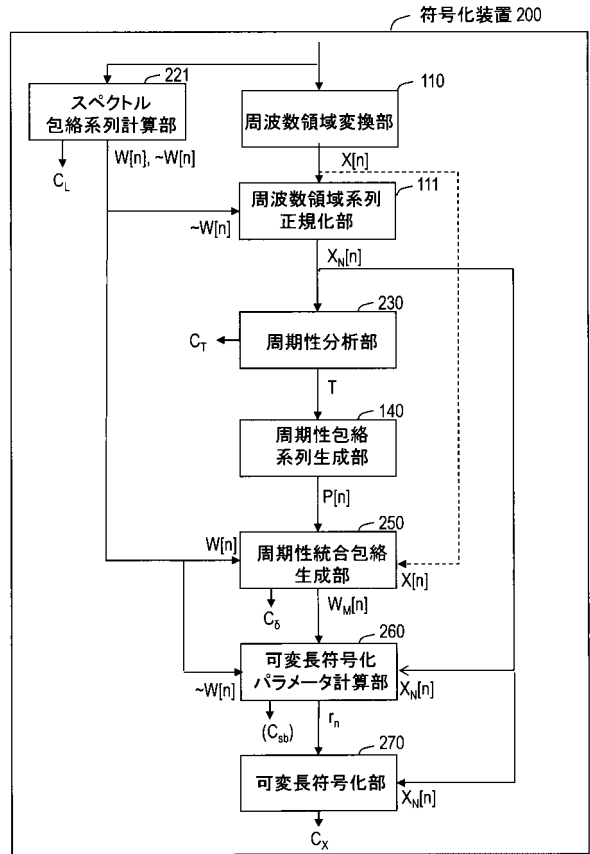 符号化装置200
221
スペクトル
包絡系列計算部
110
周波数領域変換部
W[n], ~W[n]
C_L
X[n]
111
周波数領域系列
正規化部
~W[n]
X_N[n]
230
周期性分析部
C_T
T
140
周期性包絡
系列生成部
P[n]
250
周期性統合包絡
生成部
W[n]
X[n]
C_δ
W_M[n]
260
可変長符号化
パラメータ計算部
~W[n]
X_N[n]
(C_sb)
r_n
270
可変長符号化部
X_N[n]
C_X